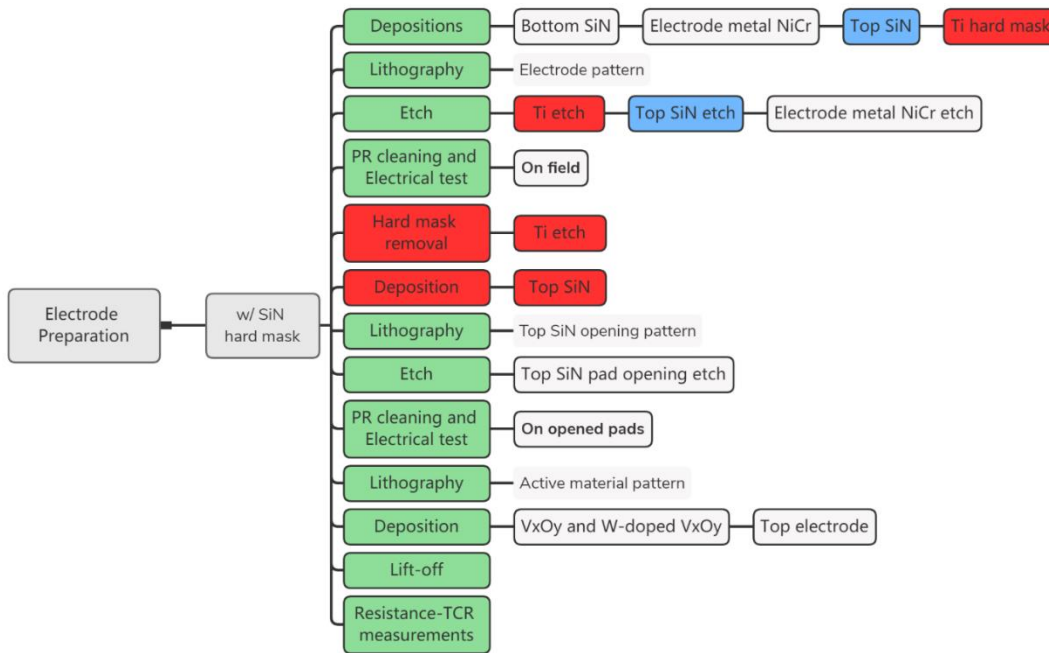 Depositions
Bottom SiN
Electrode metal NiCr
Top SiN
Ti hard mask
Lithography
Electrode pattern
Etch
Ti etch
Top SiN etch
Electrode metal NiCr etch
PR cleaning and
Electrical test
On field
Hard mask
removal
Ti etch
Deposition
Top SiN
Electrode
Preparation
w/ SiN
hard mask
Lithography
Top SiN opening pattern
Etch
Top SiN pad opening etch
PR cleaning and
Electrical test
On opened pads
Lithography
Active material pattern
Deposition
VxOy and W-doped VxOy
Top electrode
Lift-off
Resistance-TCR
measurements